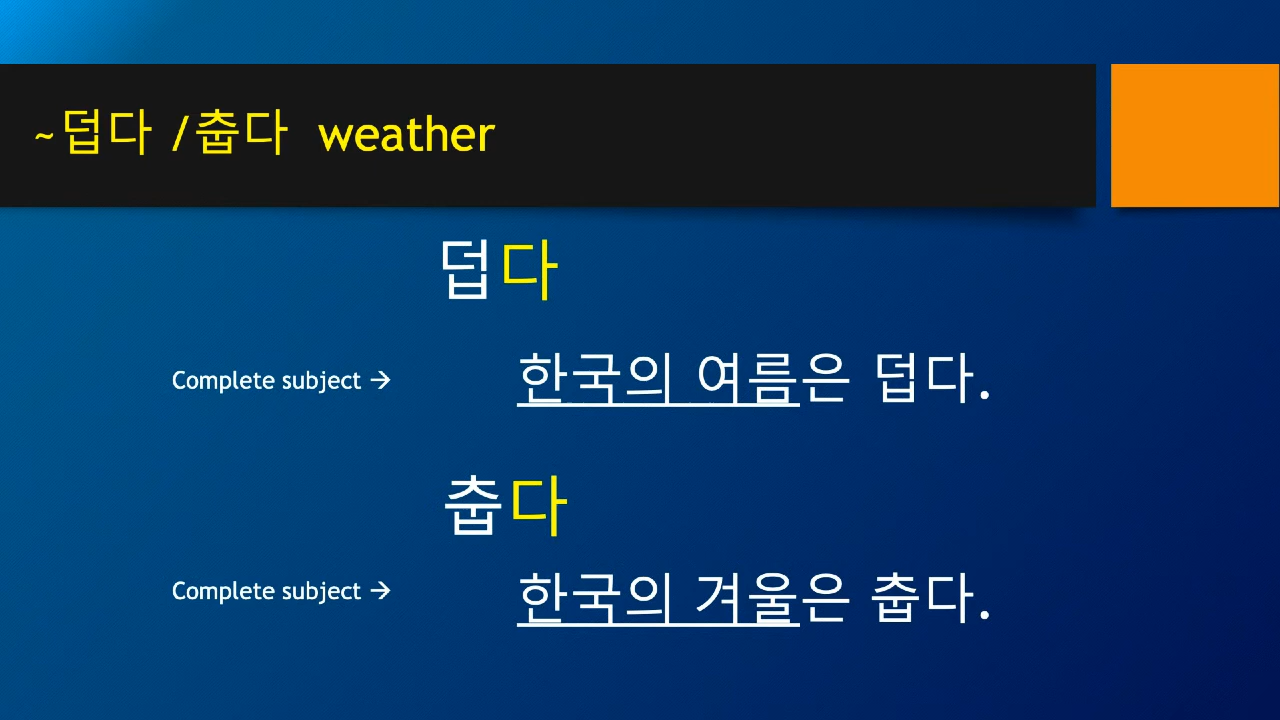 ~덥다 /춥다 weather
덥다
Complete subject → 한국의 여름은 덥다.
춥다
Complete subject → 한국의 겨울은 춥다.